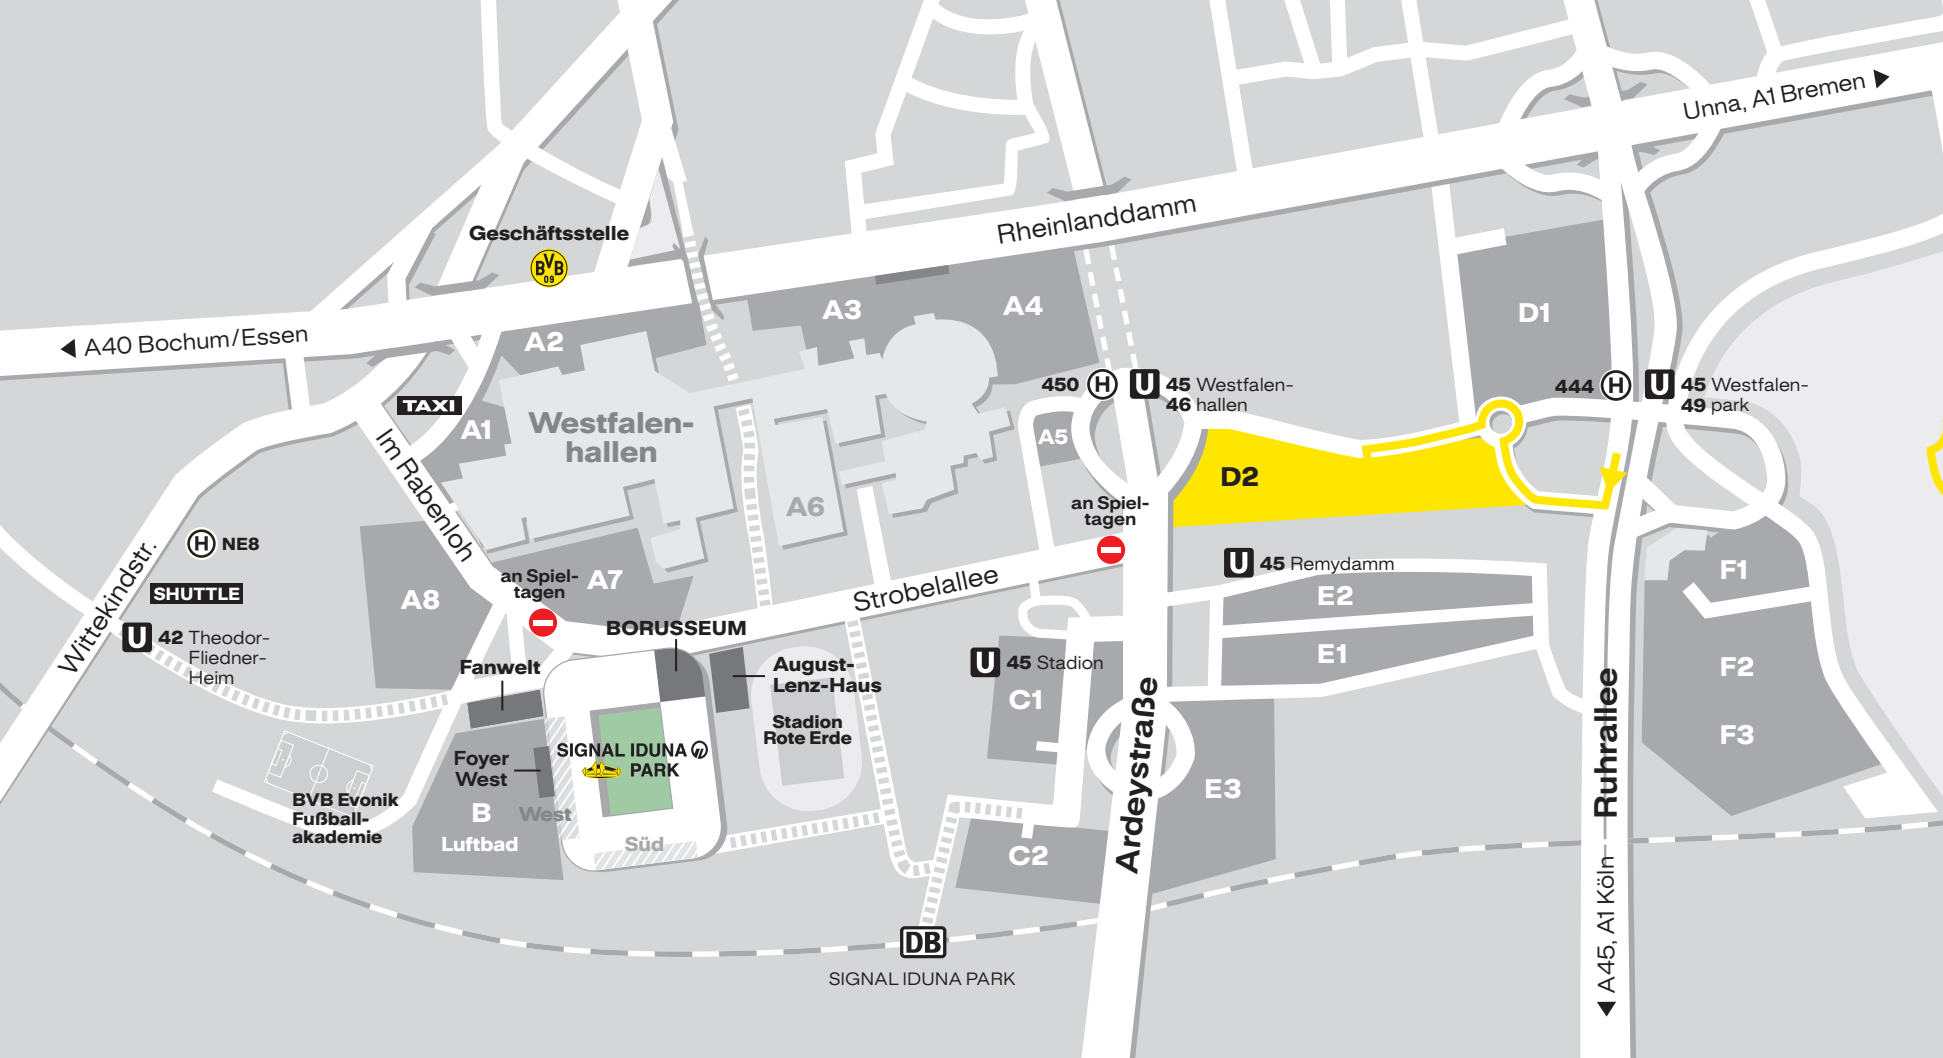 Unna, A1 Bremen
Rheinlanddamm
Geschäftsstelle
BVB
09
A40 Bochum/Essen
A2
A3
A4
D1
TAXI
A1
Westfalen-
hallen
450 H
U 45 Westfalen-
46 hallen
444 H
U 45 Westfalen-
49 park
A5
D2
A6
Im Rabenloh
an Spiel-
tagen
H NE8
Wittekindstr.
SHUTTLE
U 42 Theodor-
Fliedner-
Heim
A8
an Spiel-
tagen
A7
Strobelallee
U 45 Remydamm
E2
E1
F1
F2
F3
BORUSSEUM
Fanwelt
August-
Lenz-Haus
Stadion
Rote Erde
U 45 Stadion
C1
Ardeystraße
Ruhrallee
Foyer
West
SIGNAL IDUNA
PARK
West
Süd
B
Luftbad
BVB Evonik
Fußball-
akademie
E3
C2
DB
SIGNAL IDUNA PARK
A45, A1 Köln